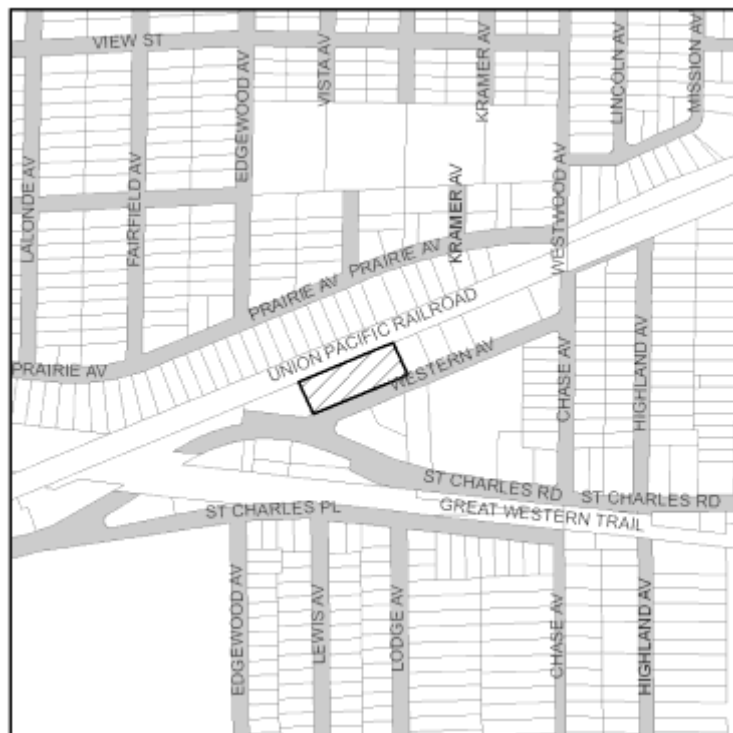 VIEW ST
LALONDE AV
FAIRFIELD AV
EDGEWOOD AV
VISTA AV
KRAMER AV
LINCOLN AV
MISSION AV
WESTWOOD AV
KRAMER AV
PRAIRIE AV
PRAIRIE AV
PRAIRIE AV
UNION PACIFIC RAILROAD
WESTERN AV
CHASE AV
HIGHLAND AV
ST CHARLES RD
ST CHARLES RD
ST CHARLES PL
GREAT WESTERN TRAIL
EDGEWOOD AV
LEWIS AV
LODGE AV
CHASE AV
HIGHLAND AV